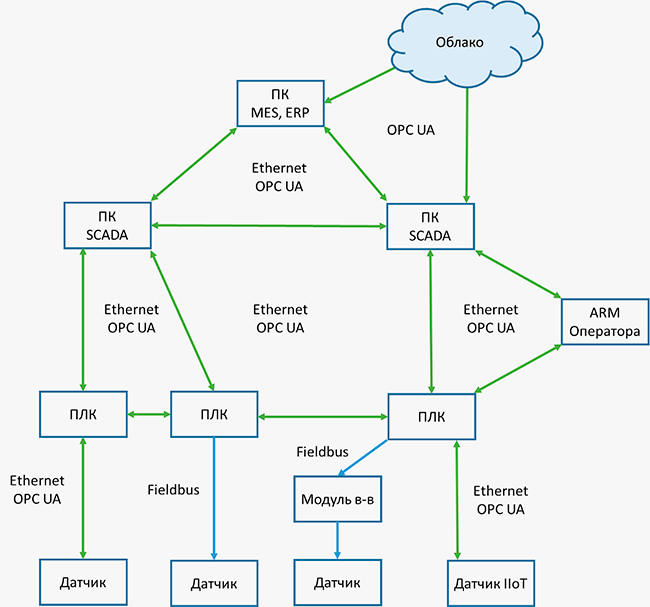 Облако
ПК
MES, ERP
OPC UA
Ethernet
OPC UA
ПК
SCADA
ПК
SCADA
Ethernet
OPC UA
Ethernet
OPC UA
Ethernet
OPC UA
ARM
Оператора
ПЛК
ПЛК
ПЛК
Ethernet
OPC UA
Fieldbus
Fieldbus
Модуль в-в
Ethernet
OPC UA
Датчик
Датчик
Датчик
Датчик IIoT